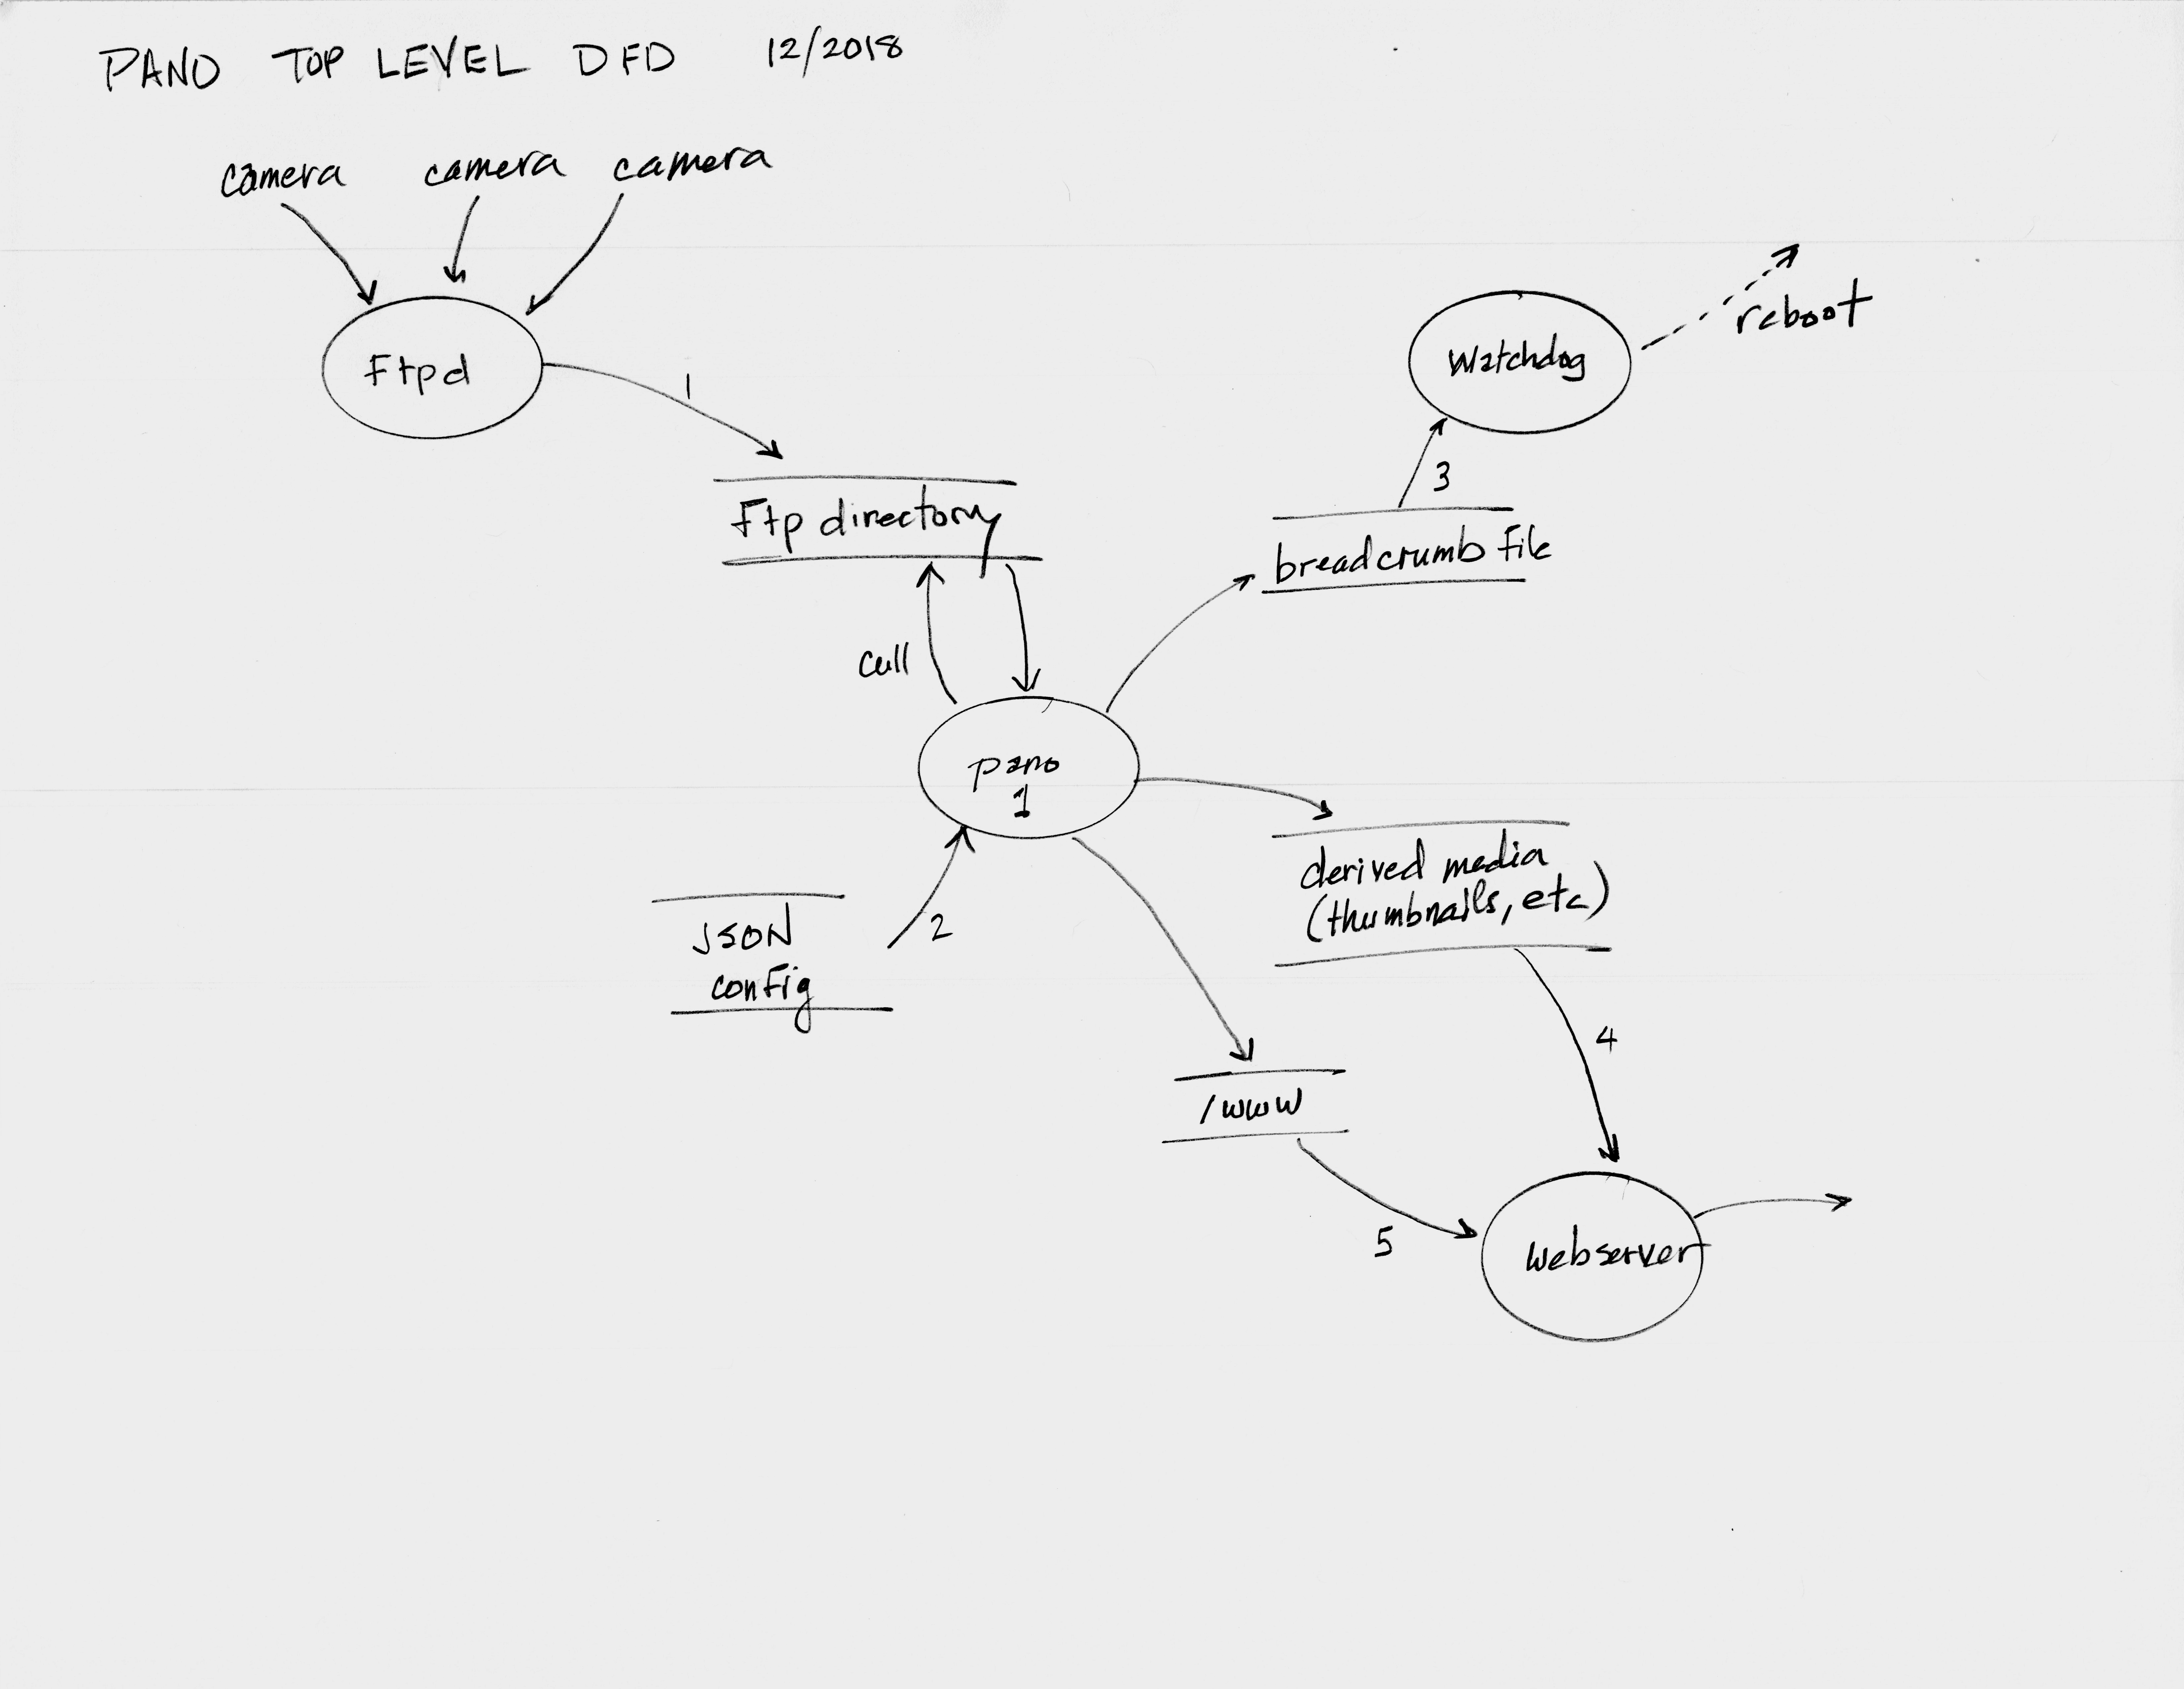 PANO TOP LEVEL DFD 12/2018
camera camera camera
reboot
Ftpd
1
Watchdog
3
Ftp directory
breadcrumb file
cull
pano
1
derived media
(thumbnails, etc)
2
JSON
config
4
/www
5
Webserver